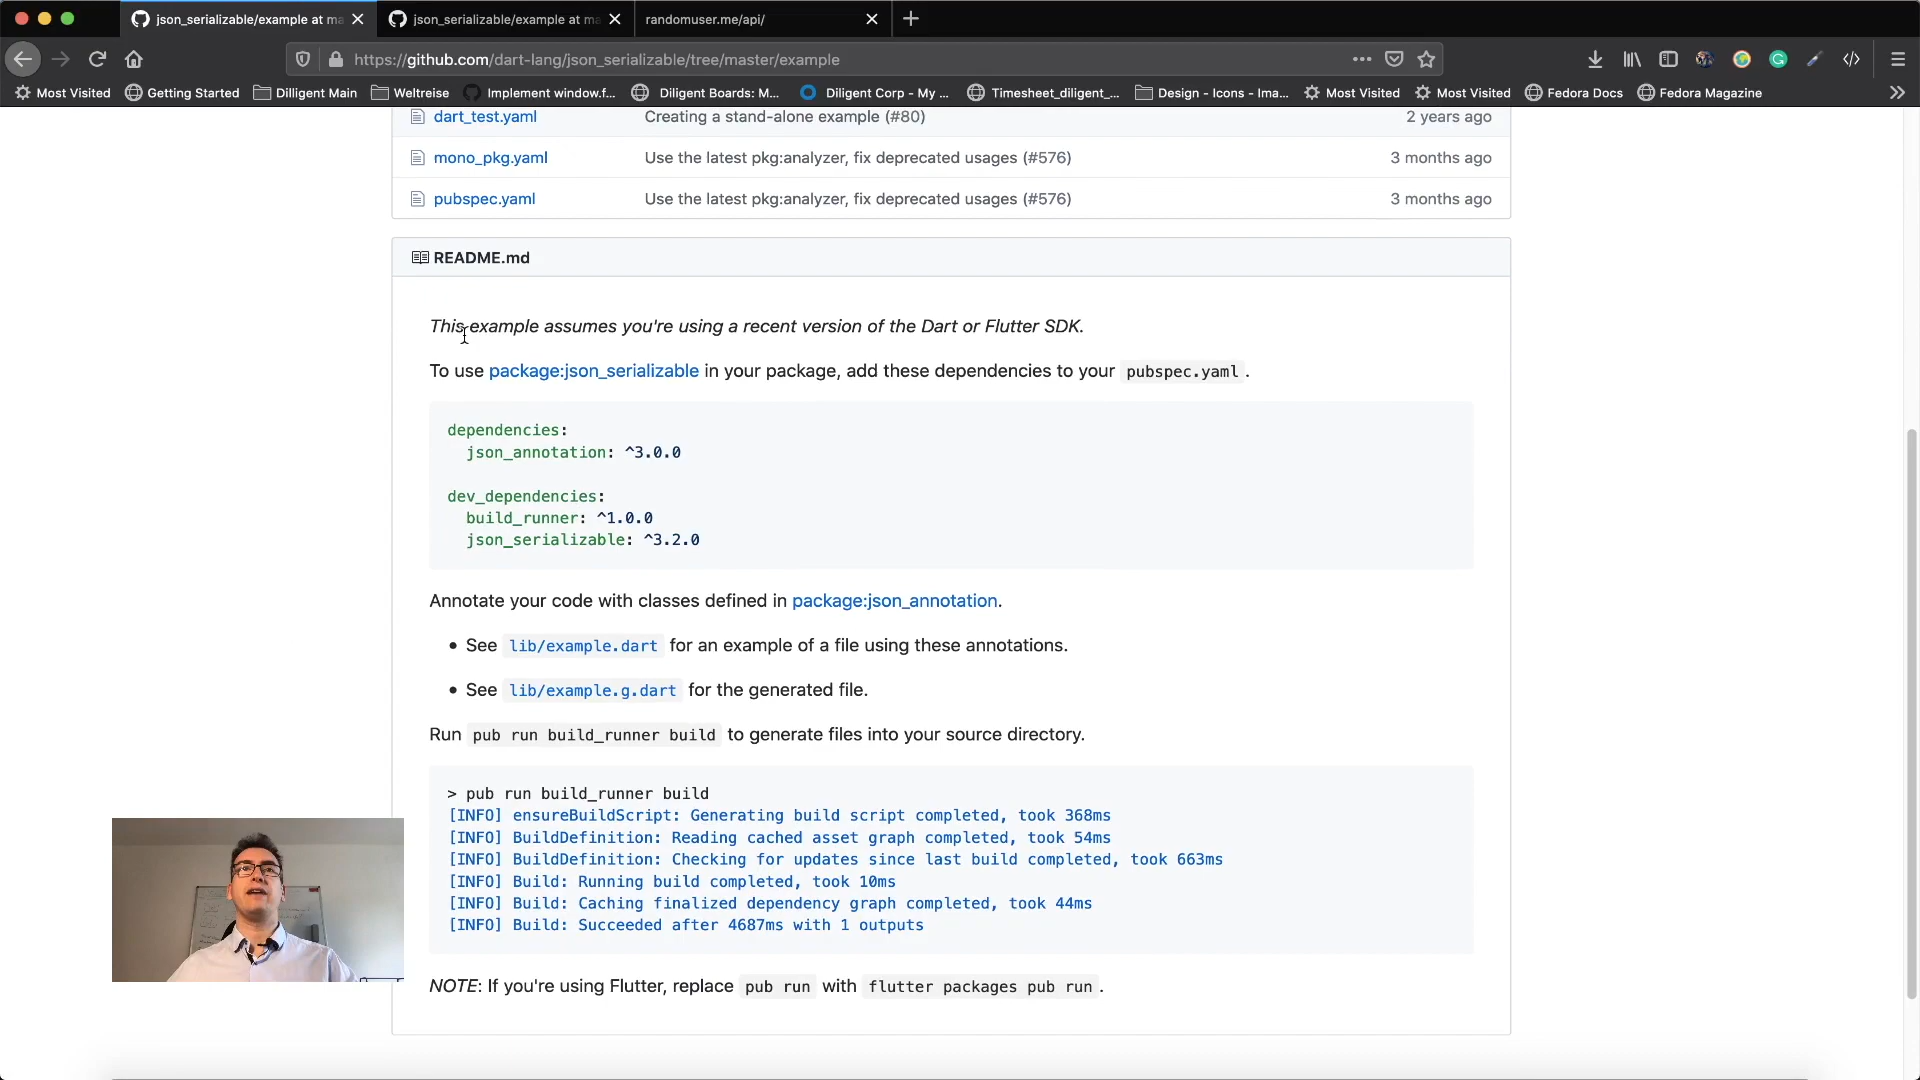 json_serializable/example at ma
json_serializable/example at ma
randomuser.me/api/
https://github.com/dart-lang/json_serializable/tree/master/example
Most Visited
Getting Started
Dilligent Main
Weltreise
Implement window.f...
Diligent Boards: M...
Diligent Corp - My ...
Timesheet_diligent_...
Design - Icons - Ima...
Most Visited
Most Visited
Fedora Docs
Fedora Magazine
dart_test.yaml Creating a stand-alone example (#80) 2 years ago
mono_pkg.yaml Use the latest pkg:analyzer, fix deprecated usages (#576) 3 months ago
pubspec.yaml Use the latest pkg:analyzer, fix deprecated usages (#576) 3 months ago
README.md
This example assumes you're using a recent version of the Dart or Flutter SDK.
To use package:json_serializable in your package, add these dependencies to your pubspec.yaml.
dependencies:
json_annotation: ^3.0.0
dev_dependencies:
build_runner: ^1.0.0
json_serializable: ^3.2.0
Annotate your code with classes defined in package:json_annotation.
• See lib/example.dart for an example of a file using these annotations.
• See lib/example.g.dart for the generated file.
Run pub run build_runner build to generate files into your source directory.
> pub run build_runner build
[INFO] ensureBuildScript: Generating build script completed, took 368ms
[INFO] BuildDefinition: Reading cached asset graph completed, took 54ms
[INFO] BuildDefinition: Checking for updates since last build completed, took 663ms
[INFO] Build: Running build completed, took 10ms
[INFO] Build: Caching finalized dependency graph completed, took 44ms
[INFO] Build: Succeeded after 4687ms with 1 outputs
NOTE: If you're using Flutter, replace pub run with flutter packages pub run.